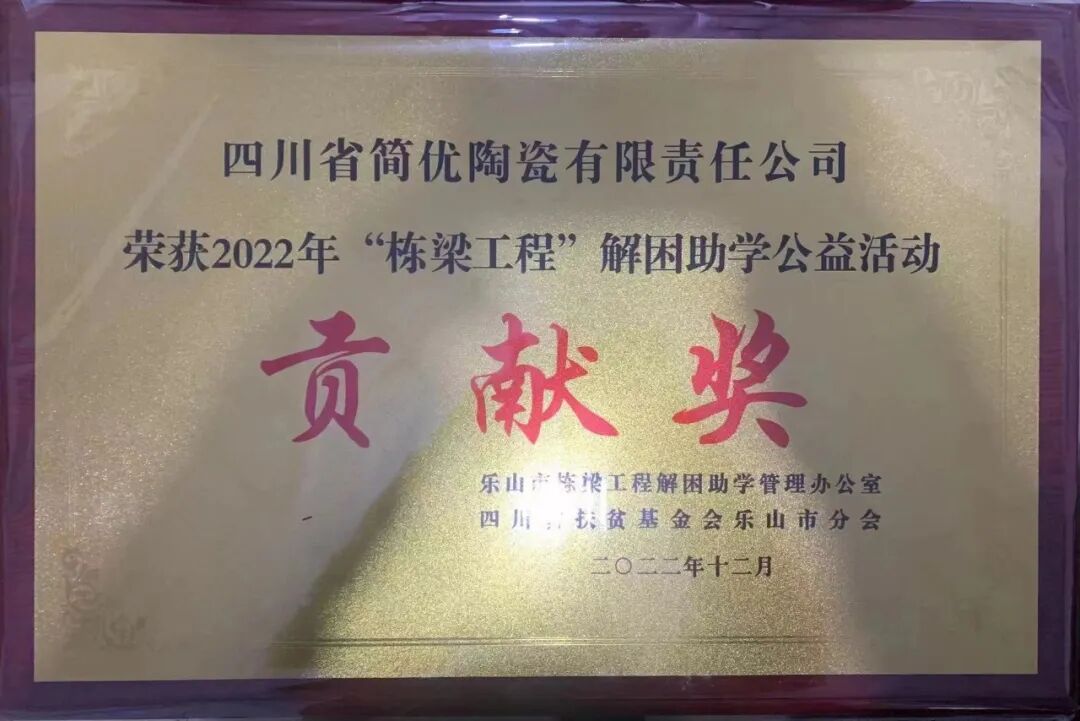 四川省简优陶瓷有限责任公司
荣获2022年“栋梁工程”解困助学公益活动
贡献奖
乐山市栋梁工程解困助学管理办公室
四川省扶贫基金会乐山市分会
二〇二二年十二月